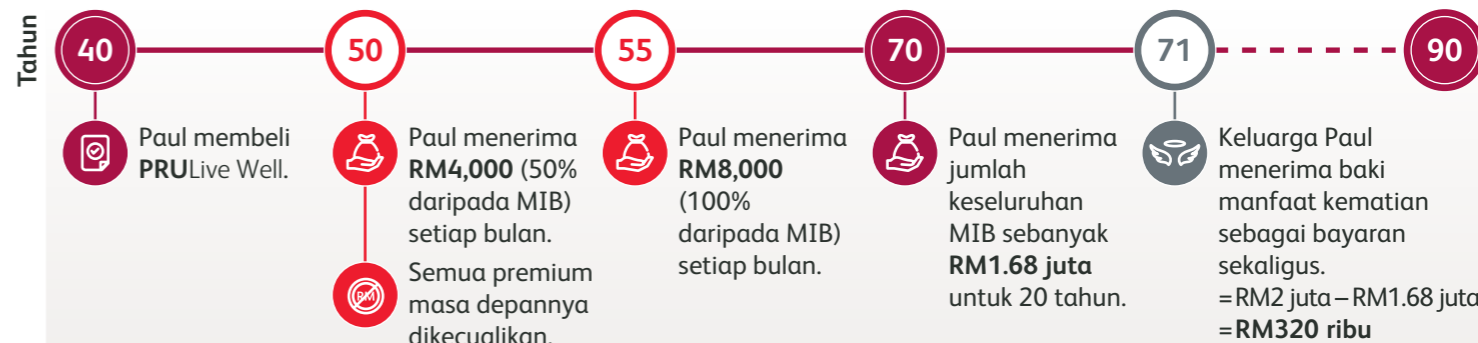 Tahun
40
50
55
70
71
90
Paul membeli
PRULive Well.
Paul menerima
RM4,000 (50%
daripada MIB)
setiap bulan.
RM
Semua premium
masa depannya
dikecualikan.
Paul menerima
RM8,000
(100%
daripada MIB)
setiap bulan.
Paul menerima
jumlah
keseluruhan
MIB sebanyak
RM1.68 juta
untuk 20 tahun.
Keluarga Paul
menerima baki
manfaat kematian
sebagai bayaran
sekaligus.
=RM2 juta – RM1.68 juta
=RM320 ribu